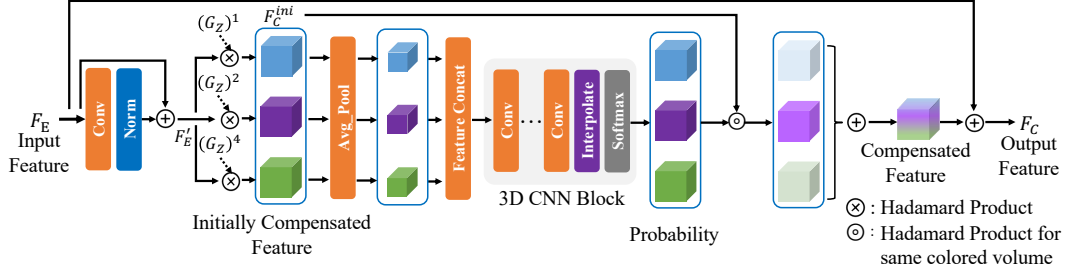 (G_Z)^1
F_C^{ini}
(G_Z)^2
(G_Z)^4
F_E
Input
Feature
Conv
Norm
F_E'
Initially Compensated
Feature
Avg_Pool
Feature Concat
Conv
...
Conv
Interpolate
Softmax
3D CNN Block
Probability
Compensated
Feature
F_C
Output
Feature
: Hadamard Product
: Hadamard Product for
same colored volume